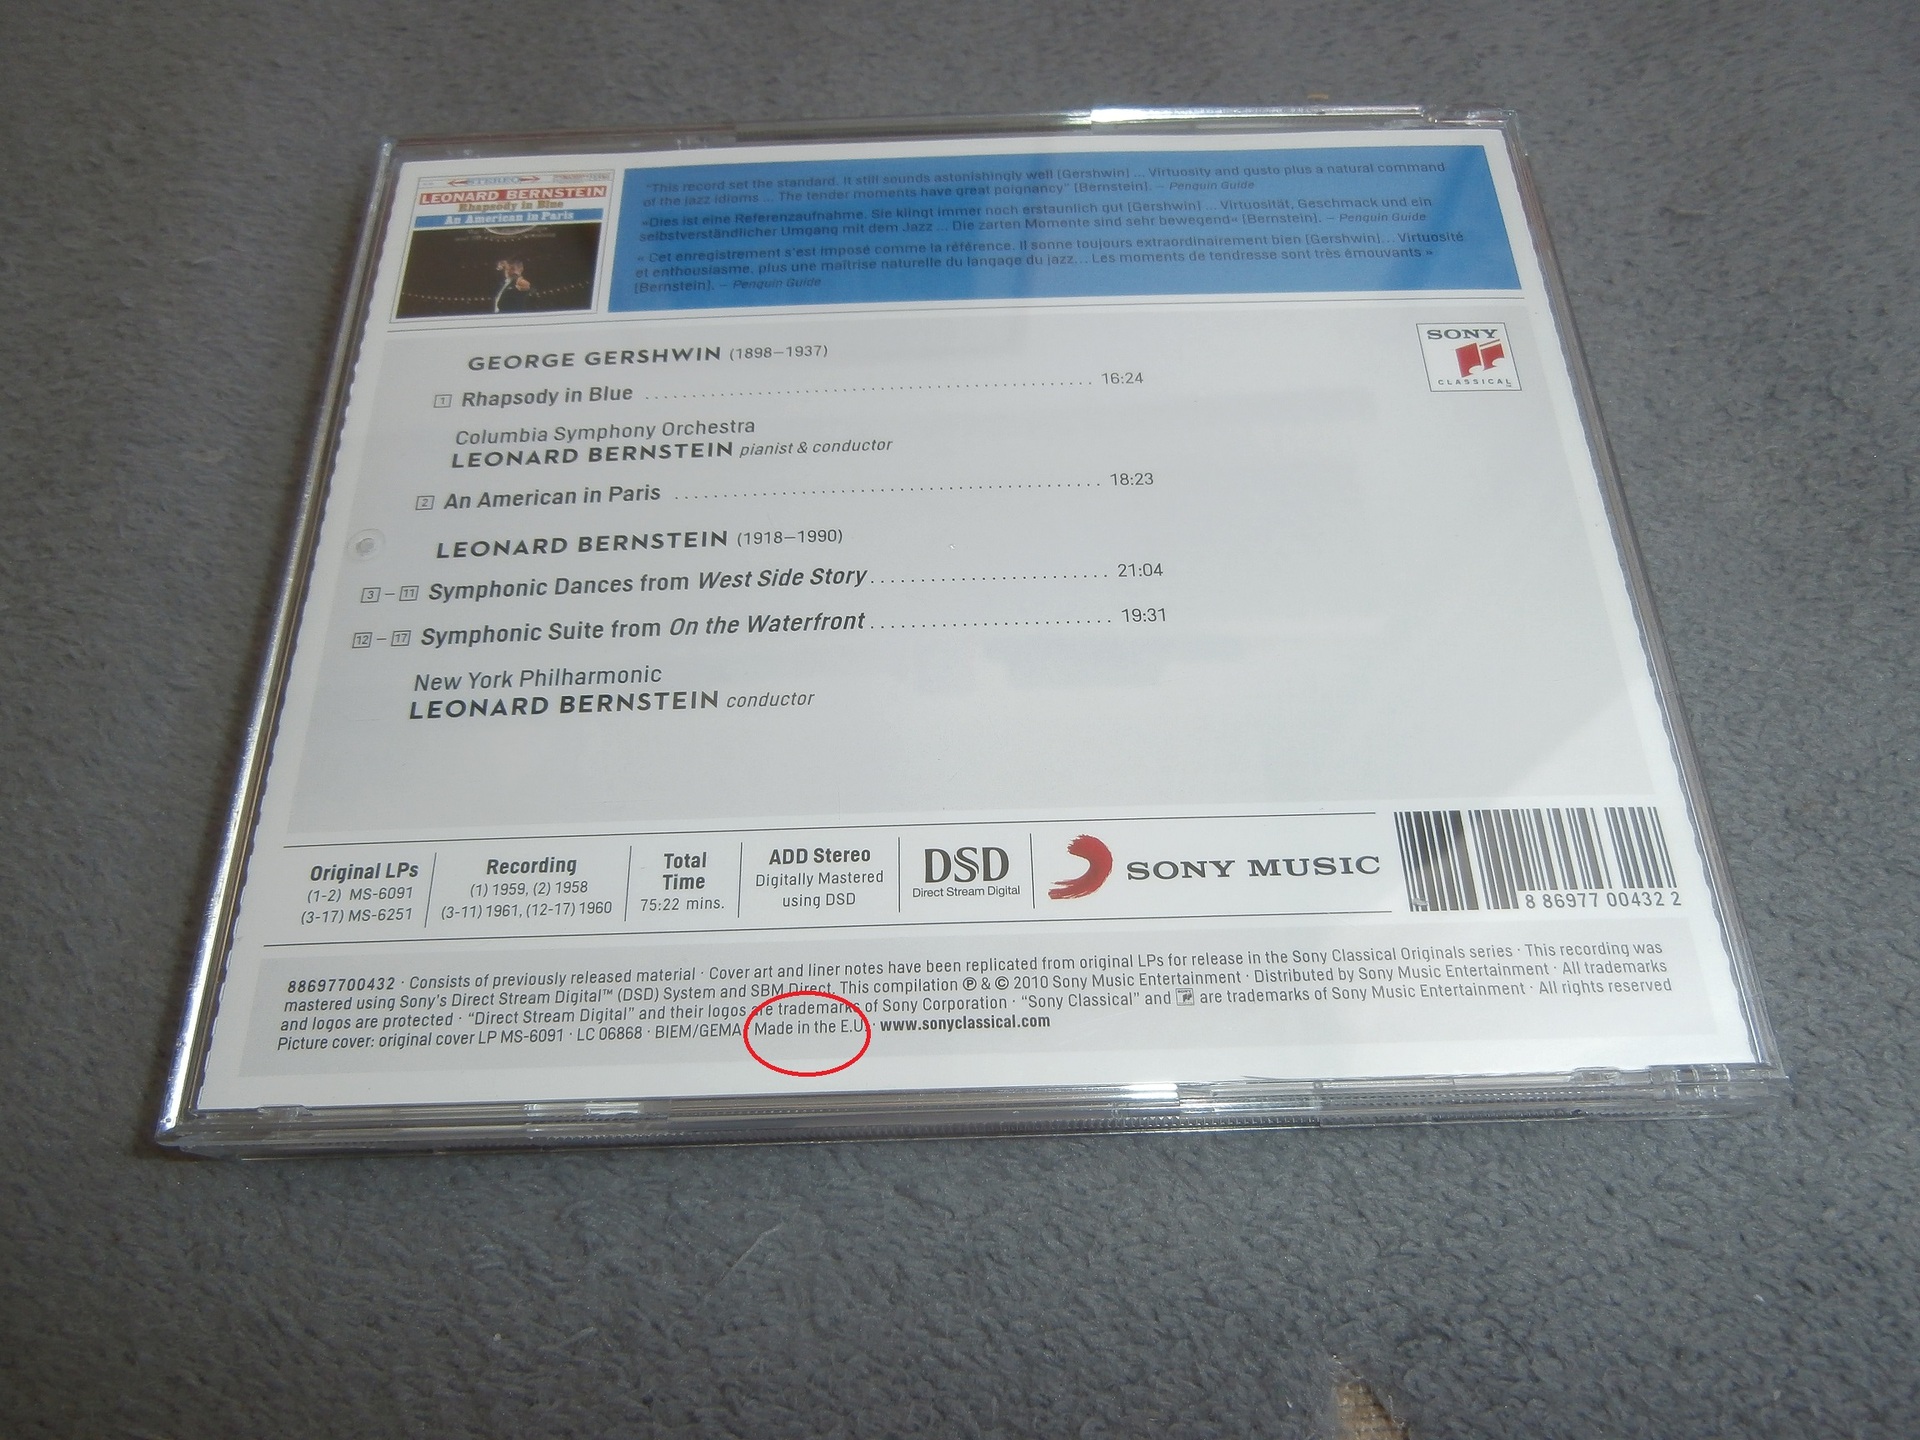 STEREO
LEONARD BERNSTEIN
Rhapsody in Blue
An American in Paris
"This record set the standard. It still sounds astonishingly well [Gershwin] ... Virtuosity and gusto plus a natural command
of the jazz idioms ... The tender moments have great poignancy" [Bernstein]. – Penguin Guide
«Dies ist eine Referenzaufnahme. Sie klingt immer noch erstaunlich gut [Gershwin] ... Virtuosität, Geschmack und ein
selbstverständlicher Umgang mit dem Jazz ... Die zarten Momente sind sehr bewegend» [Bernstein]. – Penguin Guide
« Cet enregistrement s'est imposé comme la référence. Il sonne toujours extraordinairement bien [Gershwin]... Virtuosité
et enthousiasme, plus une maîtrise naturelle du langage du jazz... Les moments de tendresse sont très émouvants »
[Bernstein]. – Penguin Guide
SONY
CLASSICAL
GEORGE GERSHWIN (1898–1937)
1 Rhapsody in Blue 16:24
Columbia Symphony Orchestra
LEONARD BERNSTEIN pianist & conductor
2 An American in Paris 18:23
LEONARD BERNSTEIN (1918–1990)
3 – 11 Symphonic Dances from West Side Story 21:04
12 – 17 Symphonic Suite from On the Waterfront 19:31
New York Philharmonic
LEONARD BERNSTEIN conductor
Original LPs
(1-2) MS-6091
(3-17) MS-6251
Recording
(1) 1959, (2) 1958
(3-11) 1961, (12-17) 1960
Total
Time
75:22 mins.
ADD Stereo
Digitally Mastered
using DSD
DSD
Direct Stream Digital
SONY MUSIC
8 86977 00432 2
88697700432 · Consists of previously released material · Cover art and liner notes have been replicated from original LPs for release in the Sony Classical Originals series · This recording was
mastered using Sony's Direct Stream Digital™ (DSD) System and SBM Direct. This compilation ℗ & © 2010 Sony Music Entertainment · Distributed by Sony Music Entertainment · All trademarks
and logos are protected · "Direct Stream Digital" and their logos are trademarks of Sony Corporation · "Sony Classical" and are trademarks of Sony Music Entertainment · All rights reserved
Picture cover: original cover LP MS-6091 · LC 06868 · BIEM/GEMA · Made in the E.U. · www.sonyclassical.com